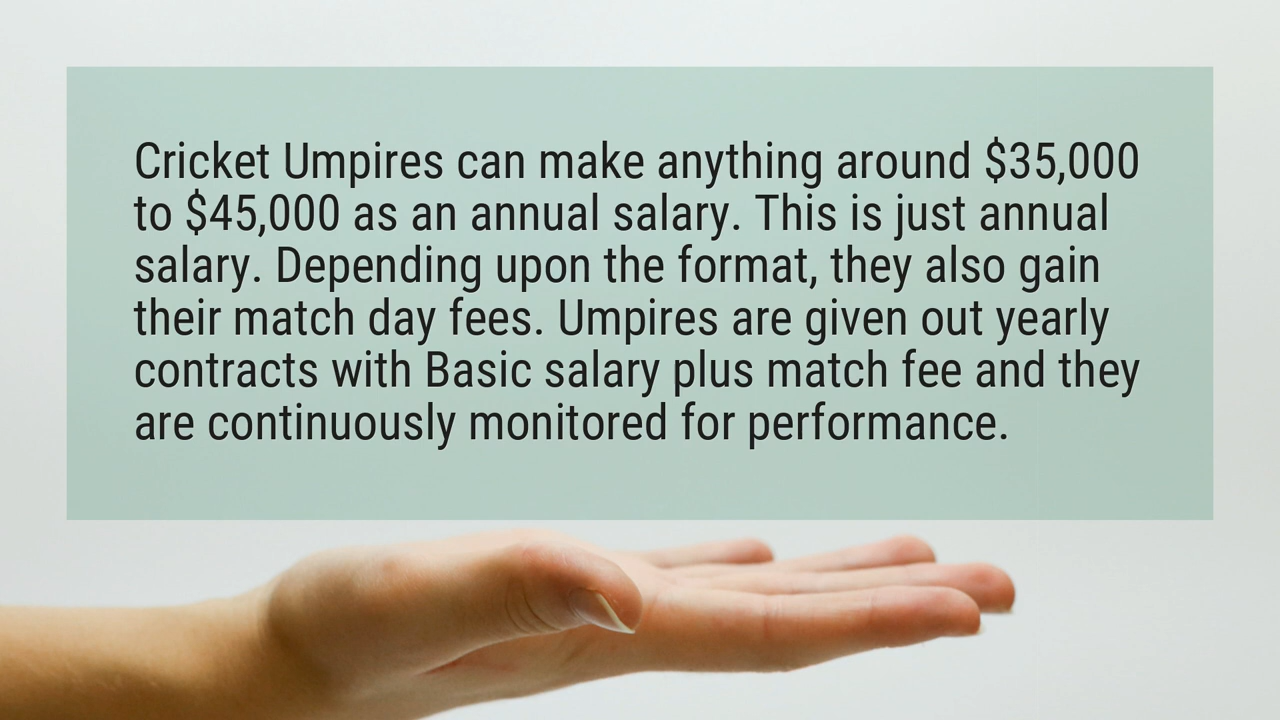 Cricket Umpires can make anything around $35,000
to $45,000 as an annual salary. This is just annual
salary. Depending upon the format, they also gain
their match day fees. Umpires are given out yearly
contracts with Basic salary plus match fee and they
are continuously monitored for performance.